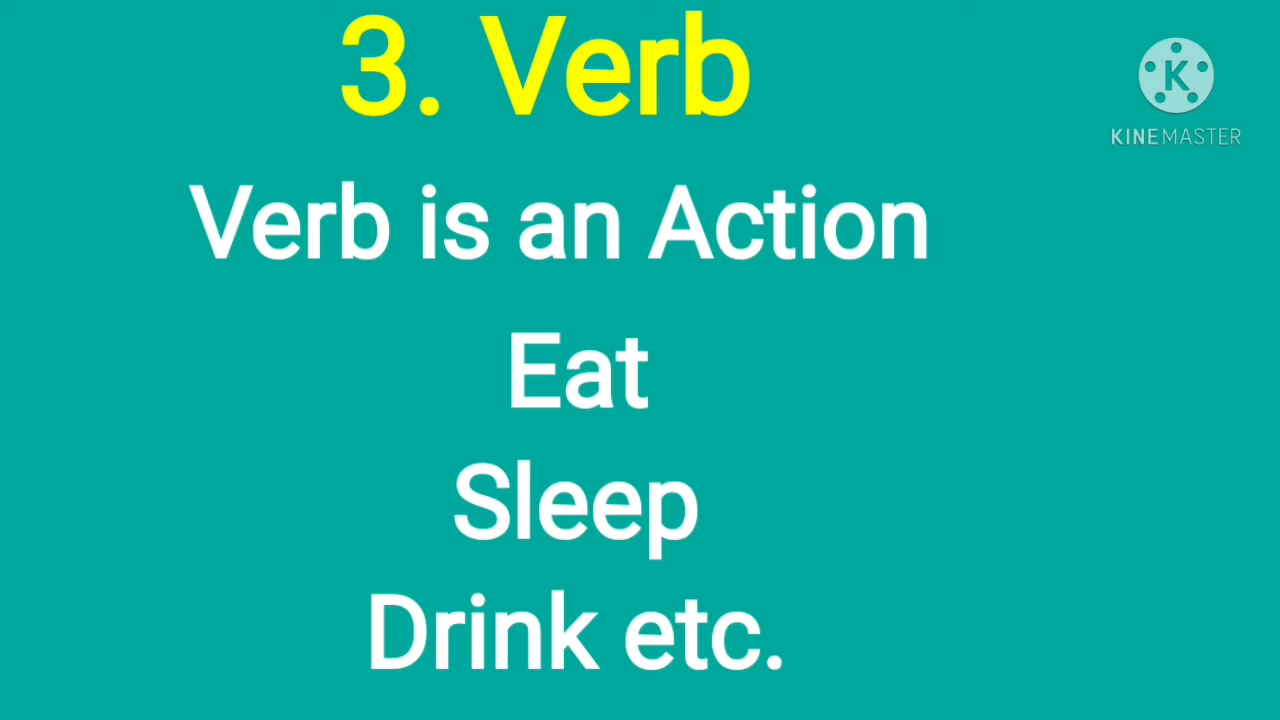 3. Verb
KINEMASTER
Verb is an Action
Eat
Sleep
Drink etc.